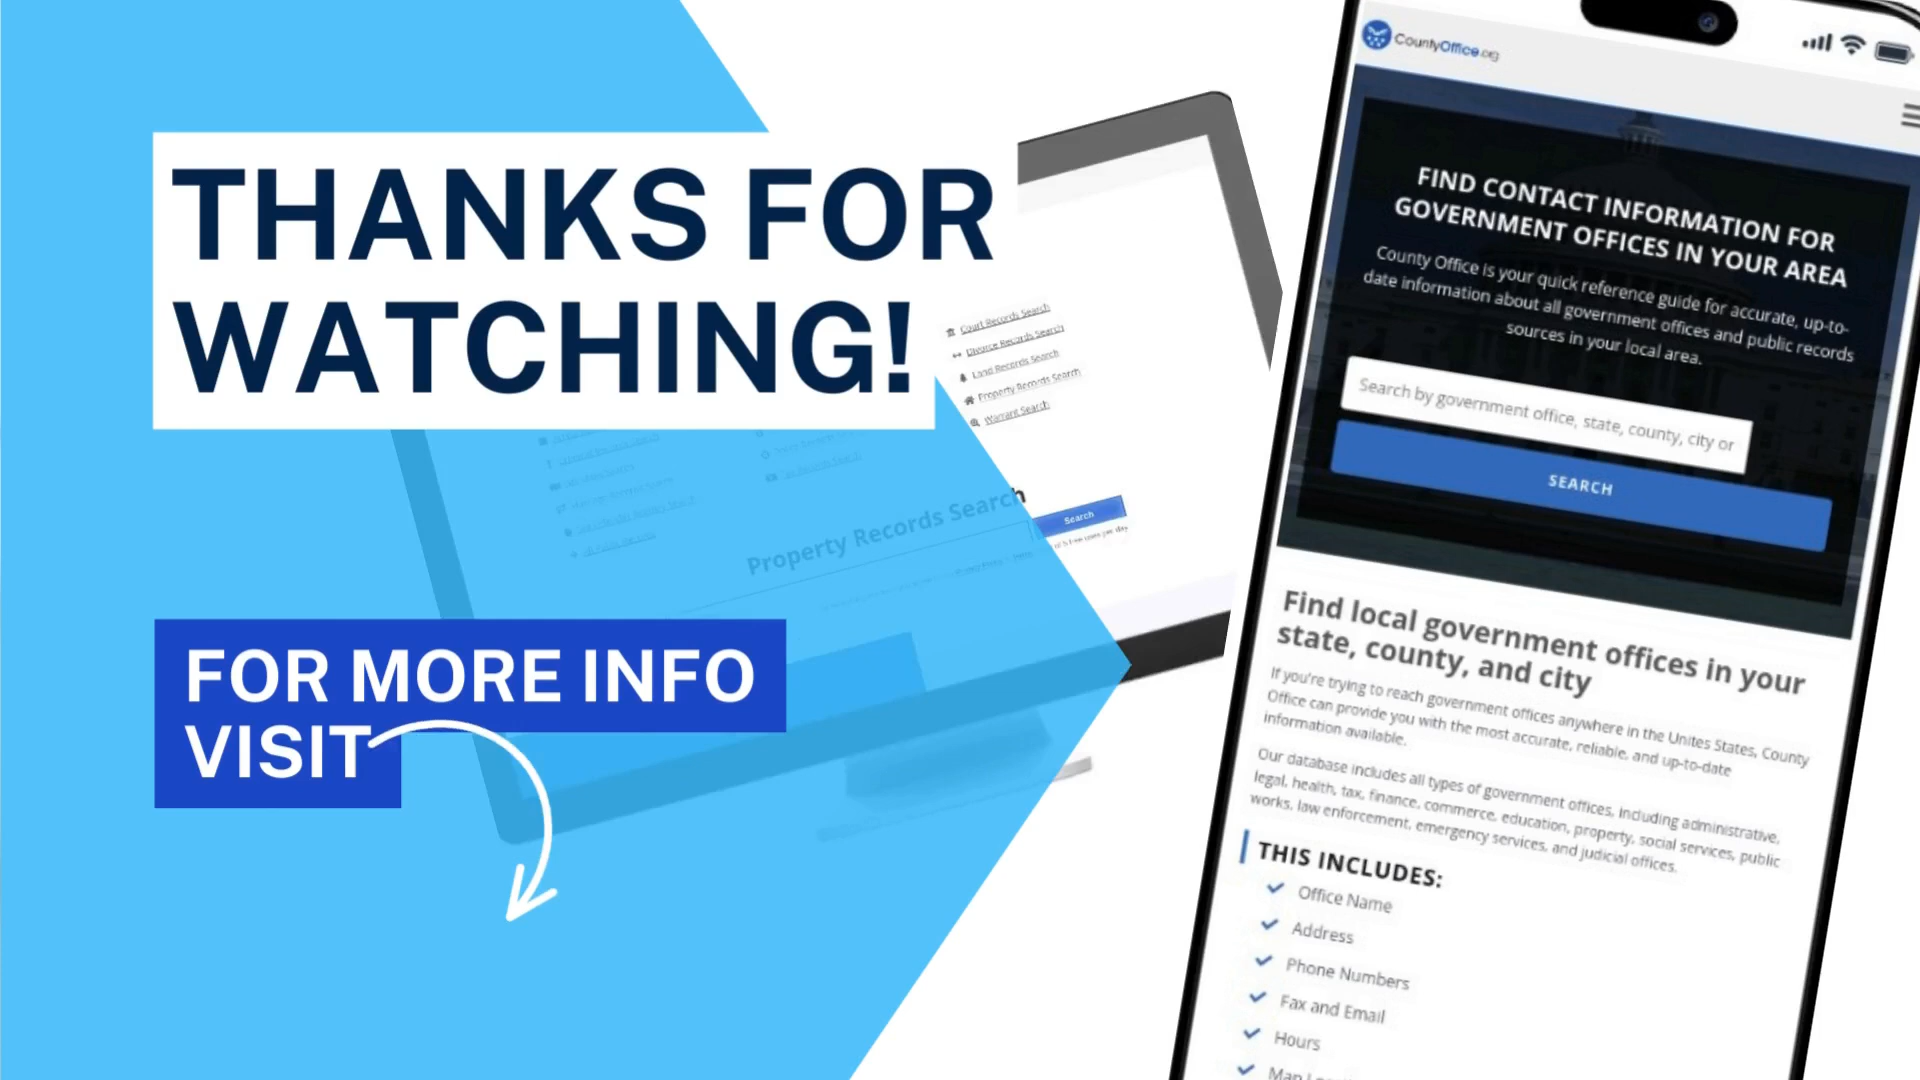 THANKS FOR
WATCHING!
FOR MORE INFO
VISIT
Court Records Search
Divorce Records Search
Land Records Search
Property Records Search
Warrant Search
Property Records Search
Search
CountyOffice.org
FIND CONTACT INFORMATION FOR
GOVERNMENT OFFICES IN YOUR AREA
County Office is your quick reference guide for accurate, up-to-
date information about all government offices and public records
sources in your local area.
Search by government office, state, county, city or
SEARCH
Find local government offices in your
state, county, and city
If you're trying to reach government offices anywhere in the Unites States, County
Office can provide you with the most accurate, reliable, and up-to-date
information available.
Our database includes all types of government offices, including administrative,
legal, health, tax, finance, commerce, education, property, social services, public
works, law enforcement, emergency services, and judicial offices.
THIS INCLUDES:
Office Name
Address
Phone Numbers
Fax and Email
Hours